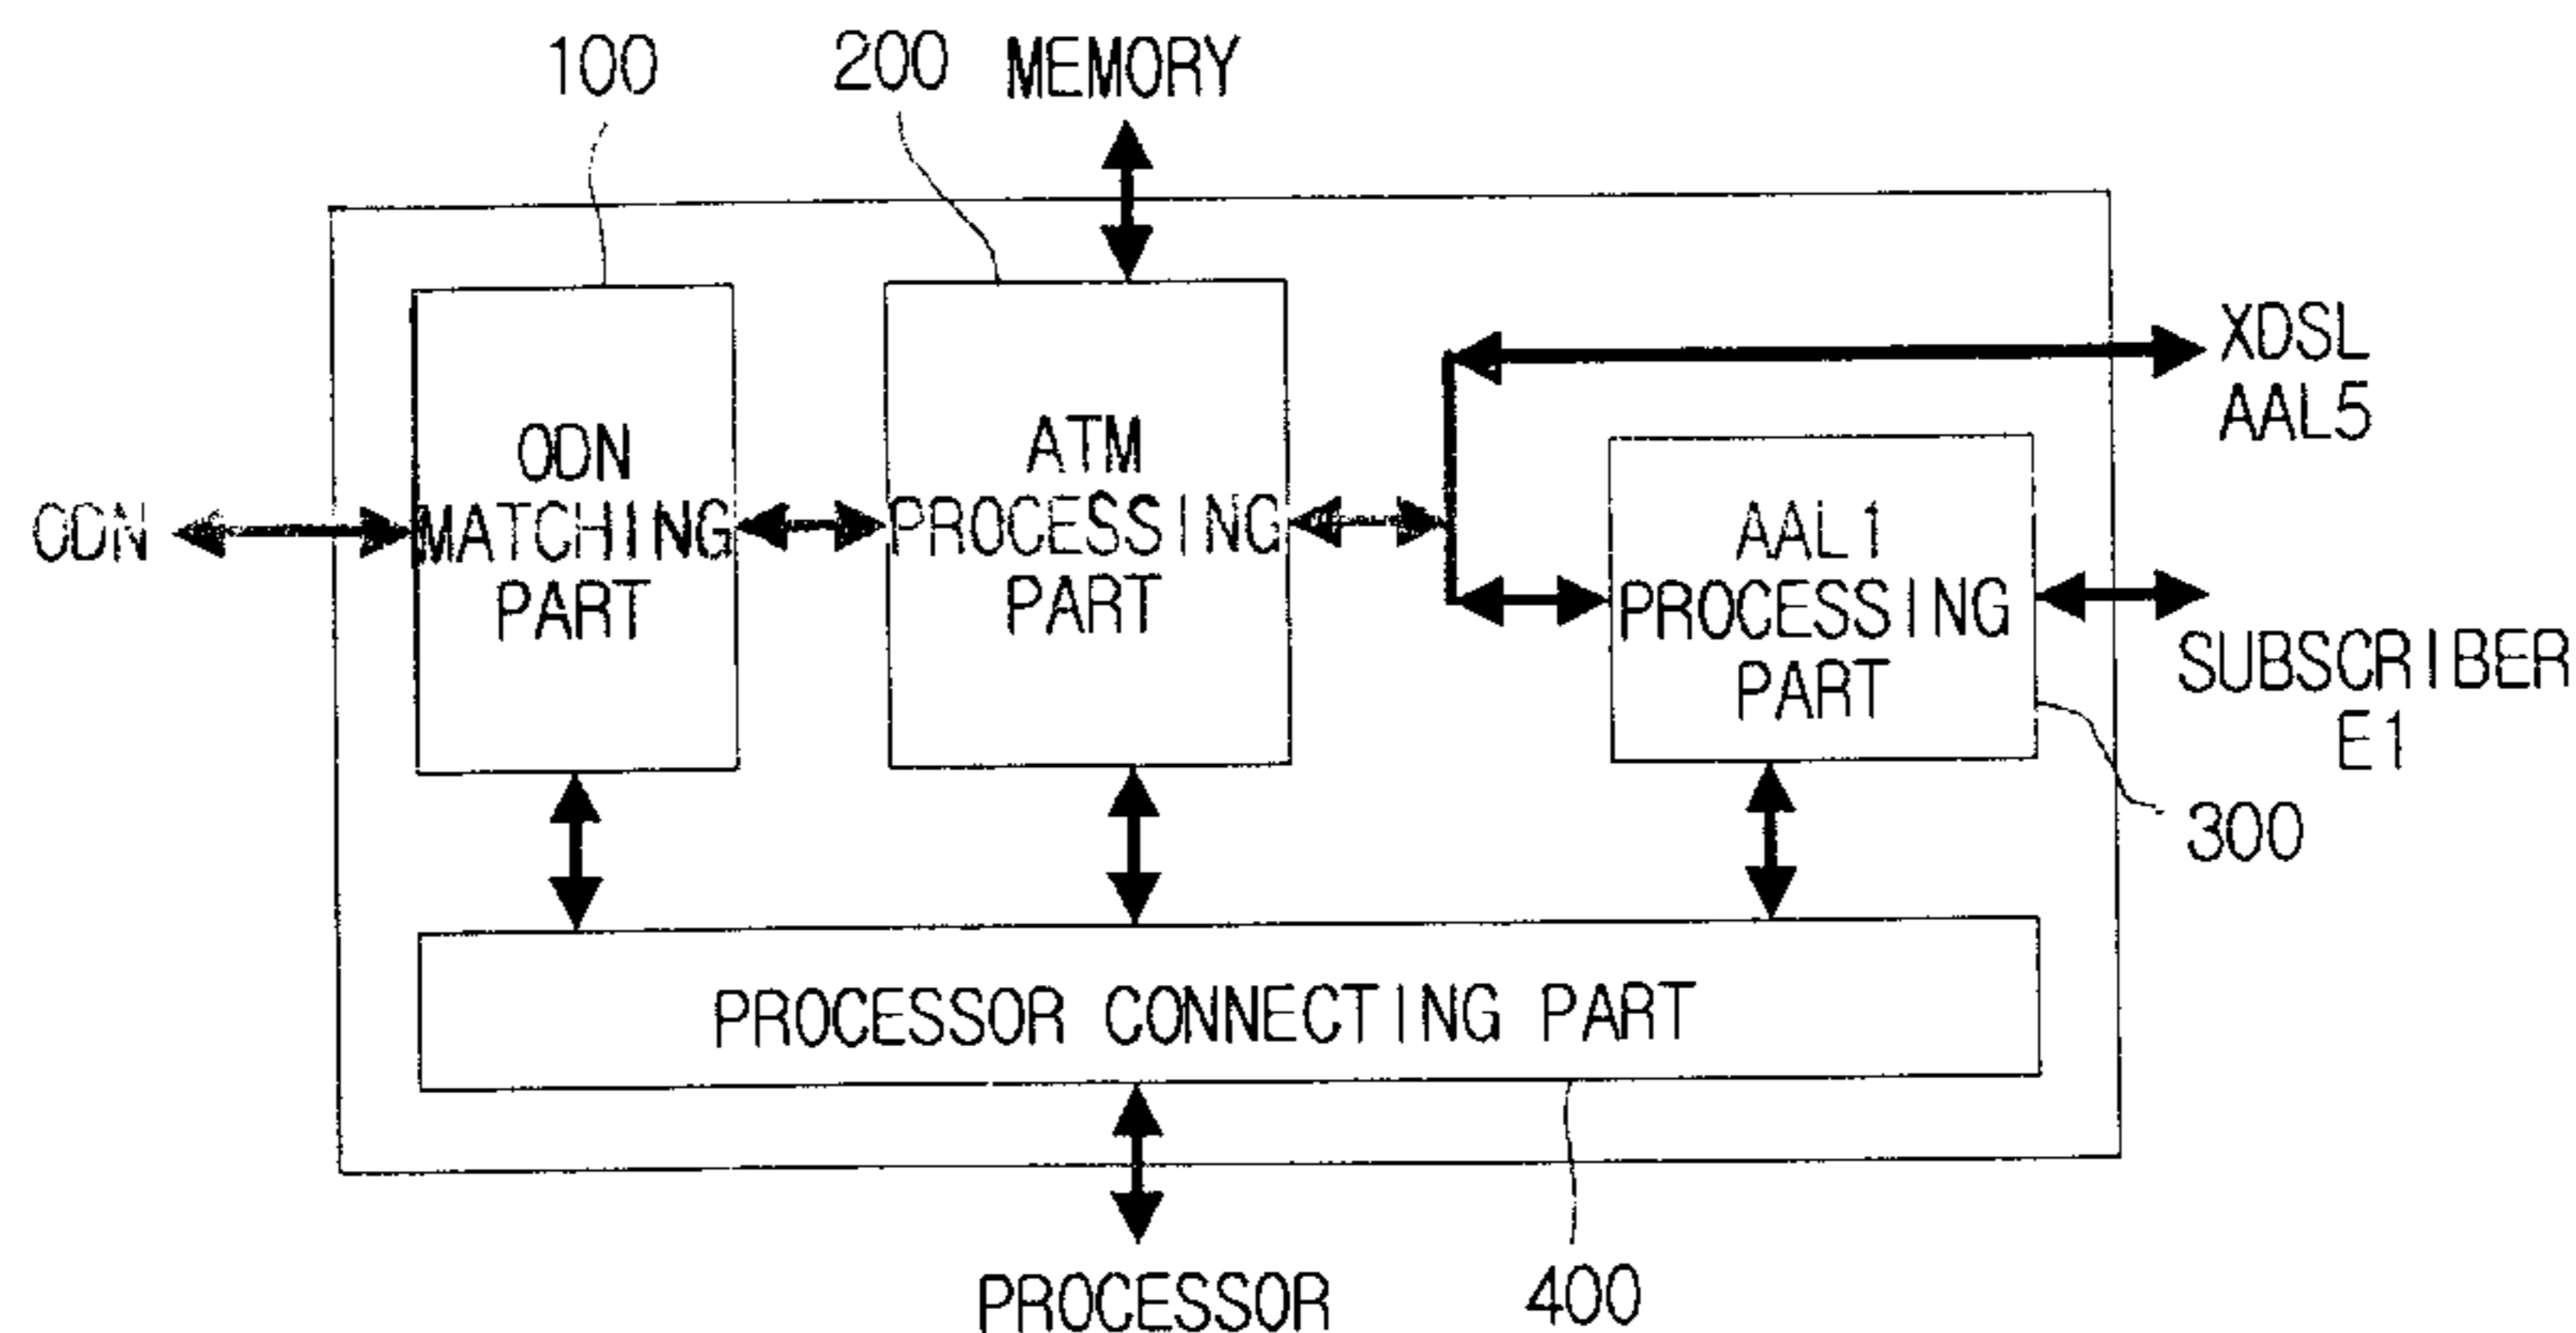 100
200
MEMORY
XDSL
AAL5
ODN
ODN
MATCHING
PART
ATM
PROCESSING
PART
AAL1
PROCESSING
PART
SUBSCRIBER
E1
300
PROCESSOR CONNECTING PART
PROCESSOR
400